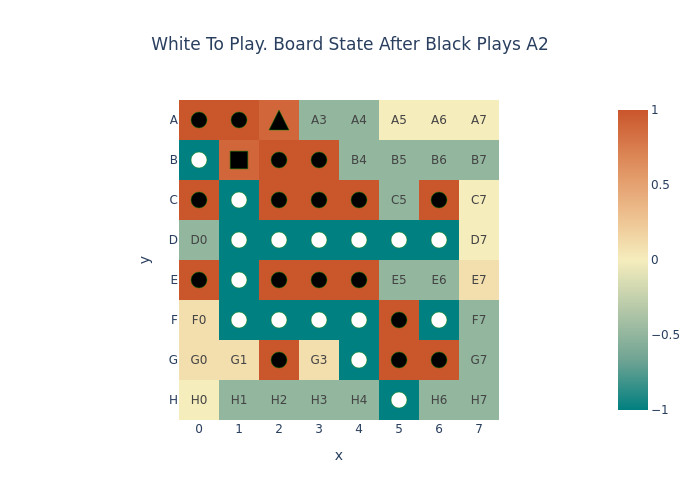 White To Play. Board State After Black Plays A2
A A3 A4 A5 A6 A7
B B4 B5 B6 B7
C C5 C7
D D0 D7
E E5 E6 E7
F F0 F7
G G0 G1 G3 G7
H H0 H1 H2 H3 H4 H6 H7
0 1 2 3 4 5 6 7
x
y
1
0.5
0
−0.5
−1